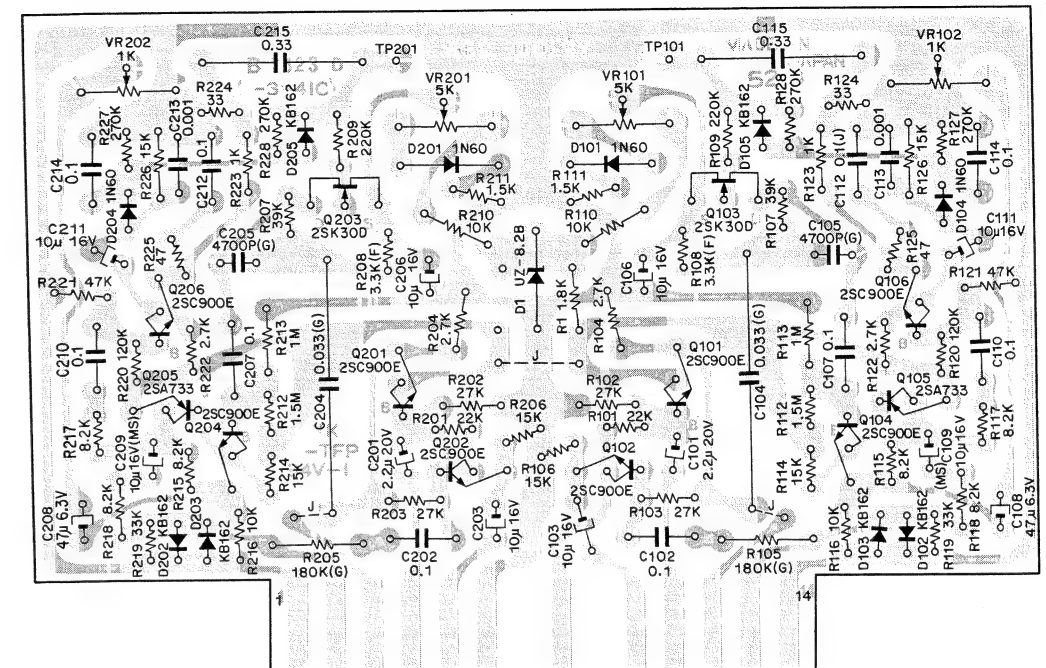 C215
0.33
TP201
TP101
C115
0.33
MADE IN
JAPAN
VR202
1K
VR102
1K
VR201
5K
VR101
5K
R224
33
R124
33
R227
270K
R226 15K
C213
0.001
C212 0.1
R223 1K
R228 270K
D205 KB162
R209
220K
D201 1N60
D101 1N60
R109 220K
D105 KB162
R128
270K
R123 1K
C112 0.1(J)
C113 0.001
R126 15K
R127
270K
C114
0.1
C214
0.1
D204 1N60
D104 1N60
R211
1.5K
R111
1.5K
R210
10K
R110
10K
R207
39K
R107 39K
Q203
2SK30D
Q103
2SK30D
C211
10μ 16V
C111
10μ16V
R225
47
R125
47
C205
4700P(G)
C105
4700P(G)
R208
3.3K(F)
C206
10μ 16V
C106
10μ 16V
R108
3.3K(F)
R221 47K
R121 47K
Q206
2SC900E
Q106
2SC900E
D1 UZ-8.2B
R1 1.8K
R104
2.7K
R204
2.7K
C210
0.1
R220 120K
R222 2.7K
C207 0.1
R213
1M
C204 0.033(G)
Q201
2SC900E
J
Q101
2SC900E
C104 0.033(G)
R113
1M
C107 0.1
R122 2.7K
R120 120K
C110
0.1
Q205
2SA733
Q105
2SA733
2SC900E
Q204
Q104
2SC900E
R212
1.5M
R112
1.5M
R202
27K
R102
27K
R201 22K
R101 22K
R206
15K
R106
15K
R217
8.2K
R117
8.2K
C209
10μ16V(MS)
C109
(MS)
10μ16V
R215 8.2K
R115
8.2K
R214
15K
R114
15K
C201
2.2μ 20V
C101
2.2μ 20V
Q202
2SC900E
Q102
2SC900E
R203 27K
R103 27K
C208
47μ 6.3V
C108
47μ6.3V
R218 8.2K
R118 8.2K
R219 33K
R119 33K
D202 KB162
D203
KB162
D103 KB162
D102 KB162
R216 10K
R116 10K
J
J
R205
180K(G)
R105
180K(G)
C202
0.1
C102
0.1
C203
10μ 16V
C103
10μ 16V
1
14